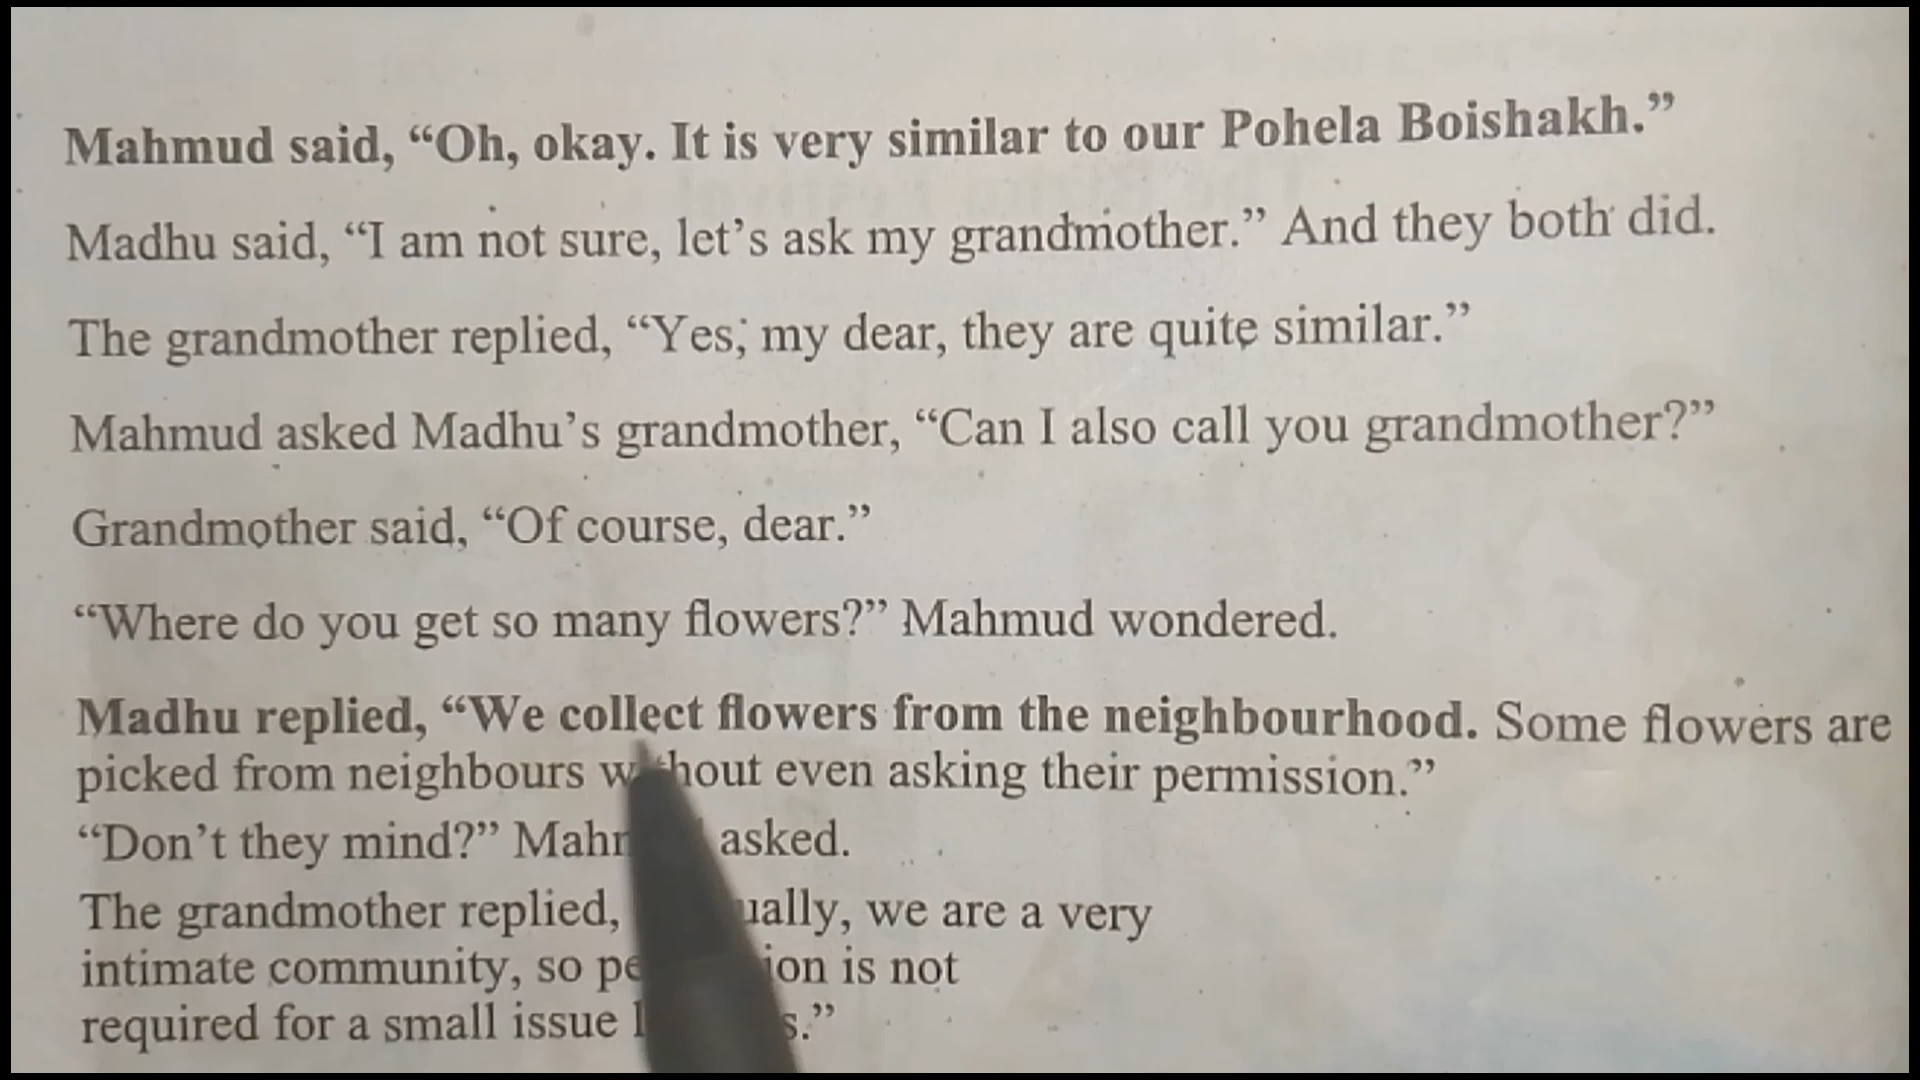 Mahmud said, “Oh, okay. It is very similar to our Pohela Boishakh.”
Madhu said, “I am not sure, let’s ask my grandmother.” And they both did.
The grandmother replied, “Yes, my dear, they are quite similar.”
Mahmud asked Madhu’s grandmother, “Can I also call you grandmother?”
Grandmother said, “Of course, dear.”
“Where do you get so many flowers?” Mahmud wondered.
Madhu replied, “We collect flowers from the neighbourhood. Some flowers are
picked from neighbours without even asking their permission.”
“Don’t they mind?” asked.
The grandmother replied, we are a very
intimate community, so is not
required for a small issue